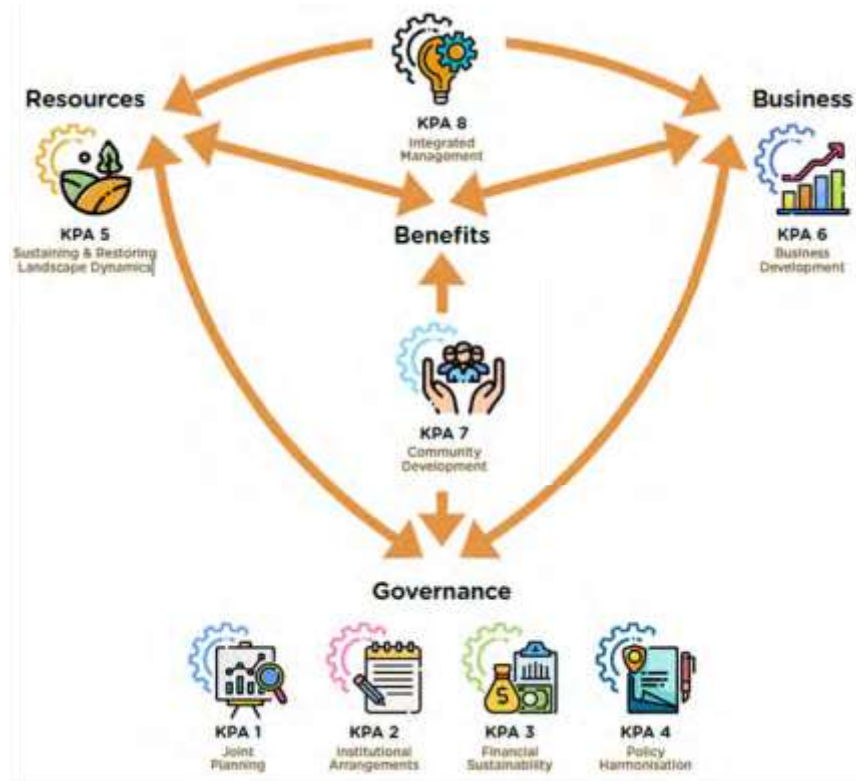 Resources
KPA 5
Sustaining & Restoring
Landscape Dynamics
KPA 8
Integrated
Management
Business
KPA 6
Business
Development
Benefits
KPA 7
Community
Development
Governance
KPA 1
Joint
Planning
KPA 2
Institutional
Arrangements
$
KPA 3
Financial
Sustainability
KPA 4
Policy
Harmonisation